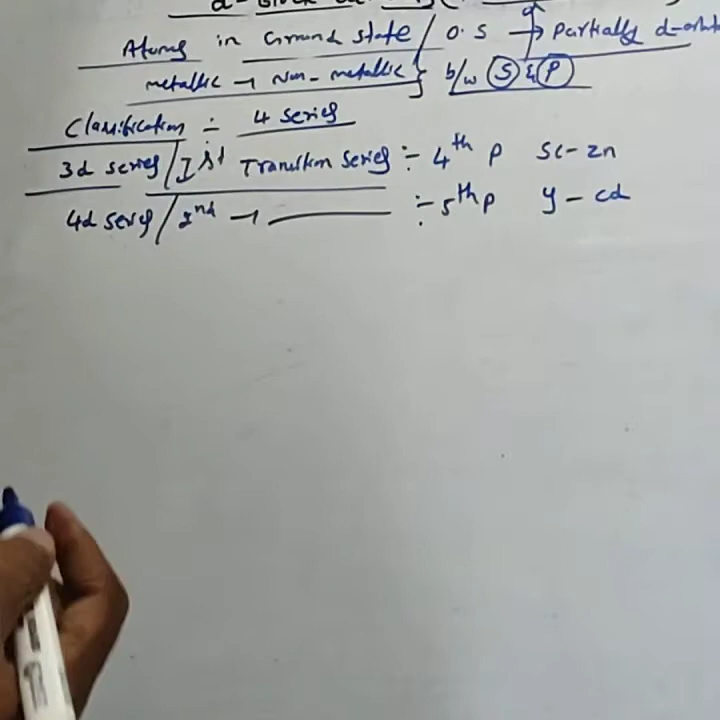 d-Block
Atoms in Ground state / O.S → Partially d-
metallic → Non-metallic } b/w (S) & (P)
Classification :- 4 series
3d series / Ist Transition Series :- 4th p Sc - Zn
4d series / 2nd → ———— :- 5th p y - cd